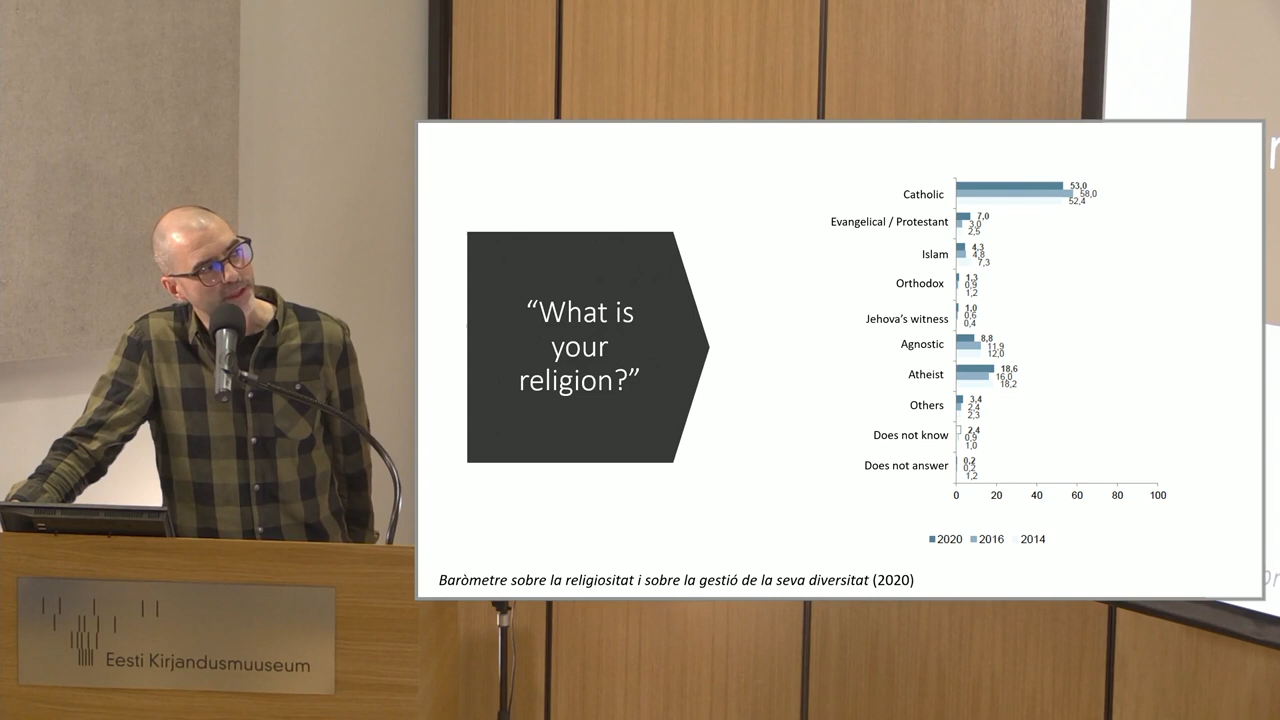 “What is
your
religion?”
Catholic
53,0
58,0
52,4
Evangelical / Protestant
7,0
3,0
2,5
Islam
4,3
4,8
7,3
Orthodox
1,3
0,9
1,2
Jehova’s witness
1,0
0,6
0,4
Agnostic
8,8
11,9
12,0
Atheist
18,6
16,0
18,2
Others
3,4
2,4
2,3
Does not know
2,4
0,9
1,0
Does not answer
0,2
0,2
1,2
0 20 40 60 80 100
2020 2016 2014
Baròmetre sobre la religiositat i sobre la gestió de la seva diversitat (2020)
Eesti Kirjandusmuuseum